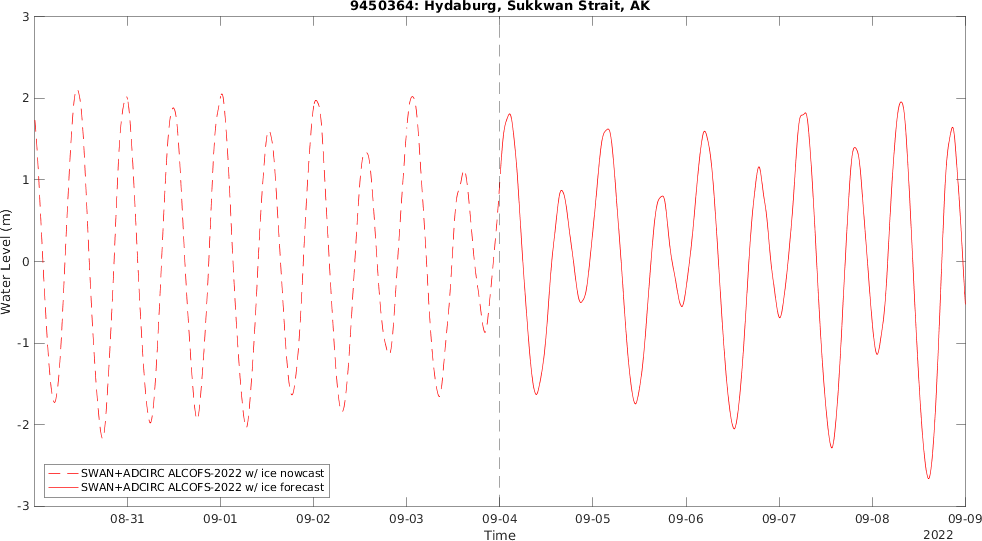 9450364: Hydaburg, Sukkwan Strait, AK
3
2
1
0
-1
-2
-3
Water Level (m)
SWAN+ADCIRC ALCOFS-2022 w/ ice nowcast
SWAN+ADCIRC ALCOFS-2022 w/ ice forecast
08-31 09-01 09-02 09-03 09-04 09-05 09-06 09-07 09-08 09-09
Time
2022